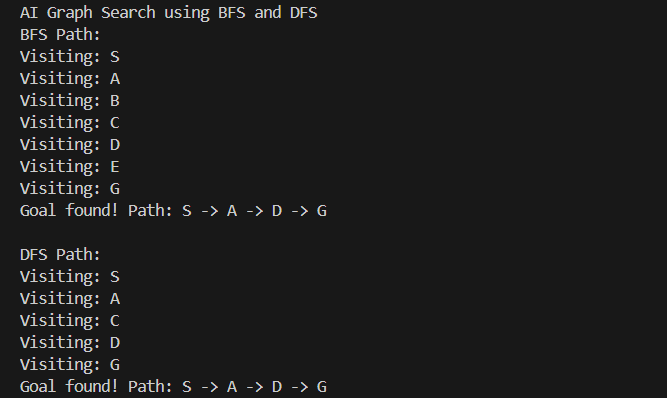 AI Graph Search using BFS and DFS
BFS Path:
Visiting: S
Visiting: A
Visiting: B
Visiting: C
Visiting: D
Visiting: E
Visiting: G
Goal found! Path: S -> A -> D -> G

DFS Path:
Visiting: S
Visiting: A
Visiting: C
Visiting: D
Visiting: G
Goal found! Path: S -> A -> D -> G